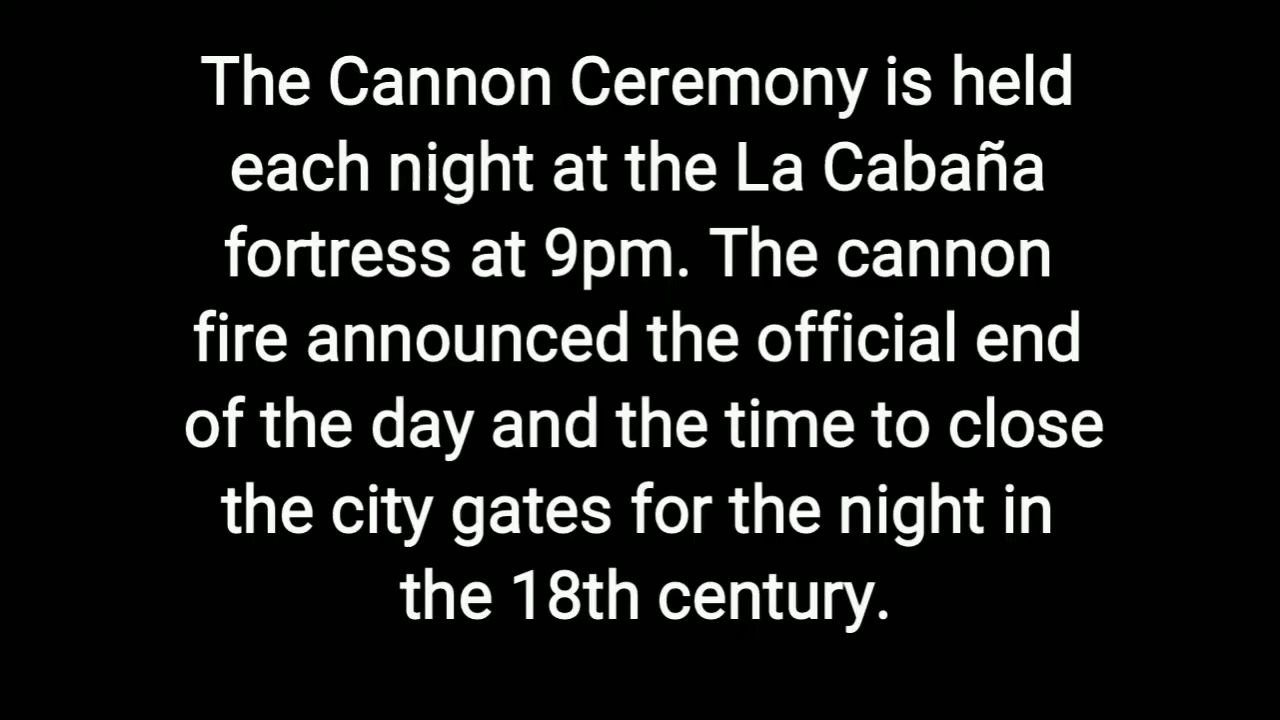 The Cannon Ceremony is held
each night at the La Cabaña
fortress at 9pm. The cannon
fire announced the official end
of the day and the time to close
the city gates for the night in
the 18th century.